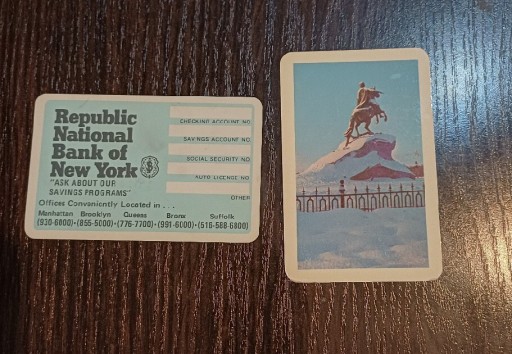 Republic
National
Bank of
New York
"ASK ABOUT OUR
SAVINGS PROGRAMS"
CHECKING ACCOUNT NO
SAVINGS ACCOUNT NO
SOCIAL SECURITY NO
AUTO LICENSE NO
OTHER
Offices Conveniently Located in . . .
Manhattan Brooklyn Queens Bronx Suffolk
(930-6800)•(855-5000)•(776-7700)•(991-6000)•(516-588-6800)